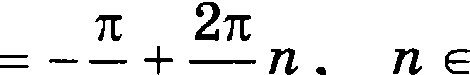 = - π + 2π n, n ∈